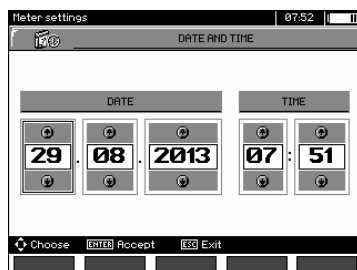 Meter settings 07:52
DATE AND TIME
DATE TIME
29 . 08 . 2013 07 : 51
Choose ENTER Accept ESC Exit